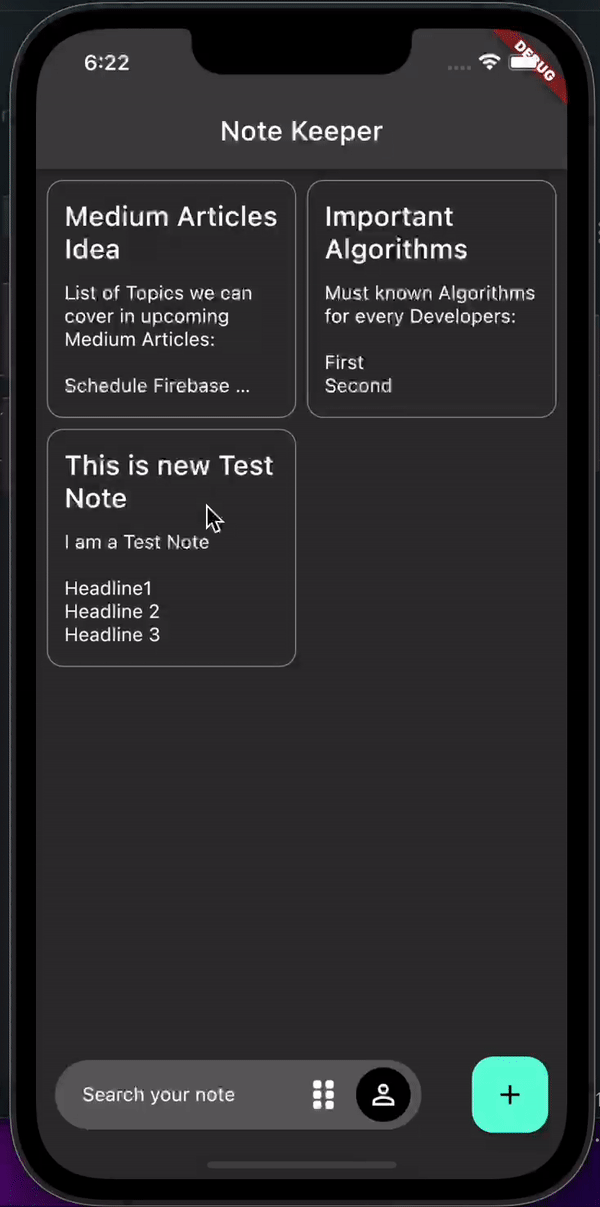 6:22
DEBUG
Note Keeper
Medium Articles
Idea
List of Topics we can
cover in upcoming
Medium Articles:
Schedule Firebase ...
Important
Algorithms
Must known Algorithms
for every Developers:
First
Second
This is new Test
Note
I am a Test Note
Headline1
Headline 2
Headline 3
Search your note